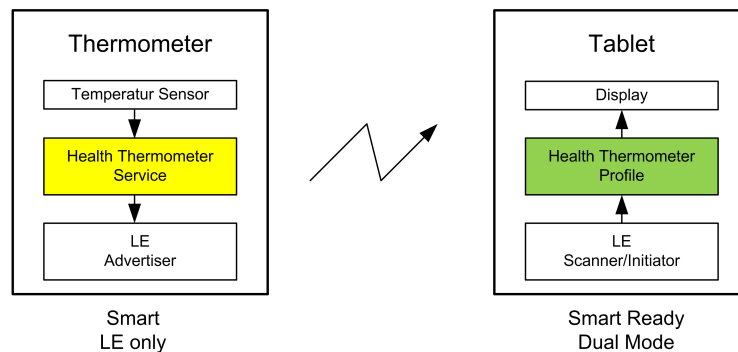 Thermometer
Temperatur Sensor
Health Thermometer
Service
LE
Advertiser
Smart
LE only
Tablet
Display
Health Thermometer
Profile
LE
Scanner/Initiator
Smart Ready
Dual Mode